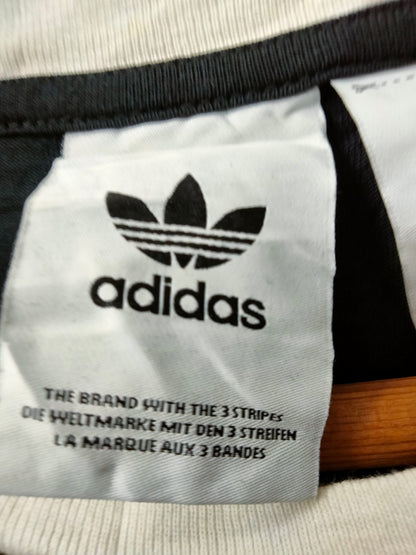 adidas
THE BRAND WITH THE 3 STRIPES
DIE WELTMARKE MIT DEN 3 STREIFEN
LA MARQUE AUX 3 BANDES